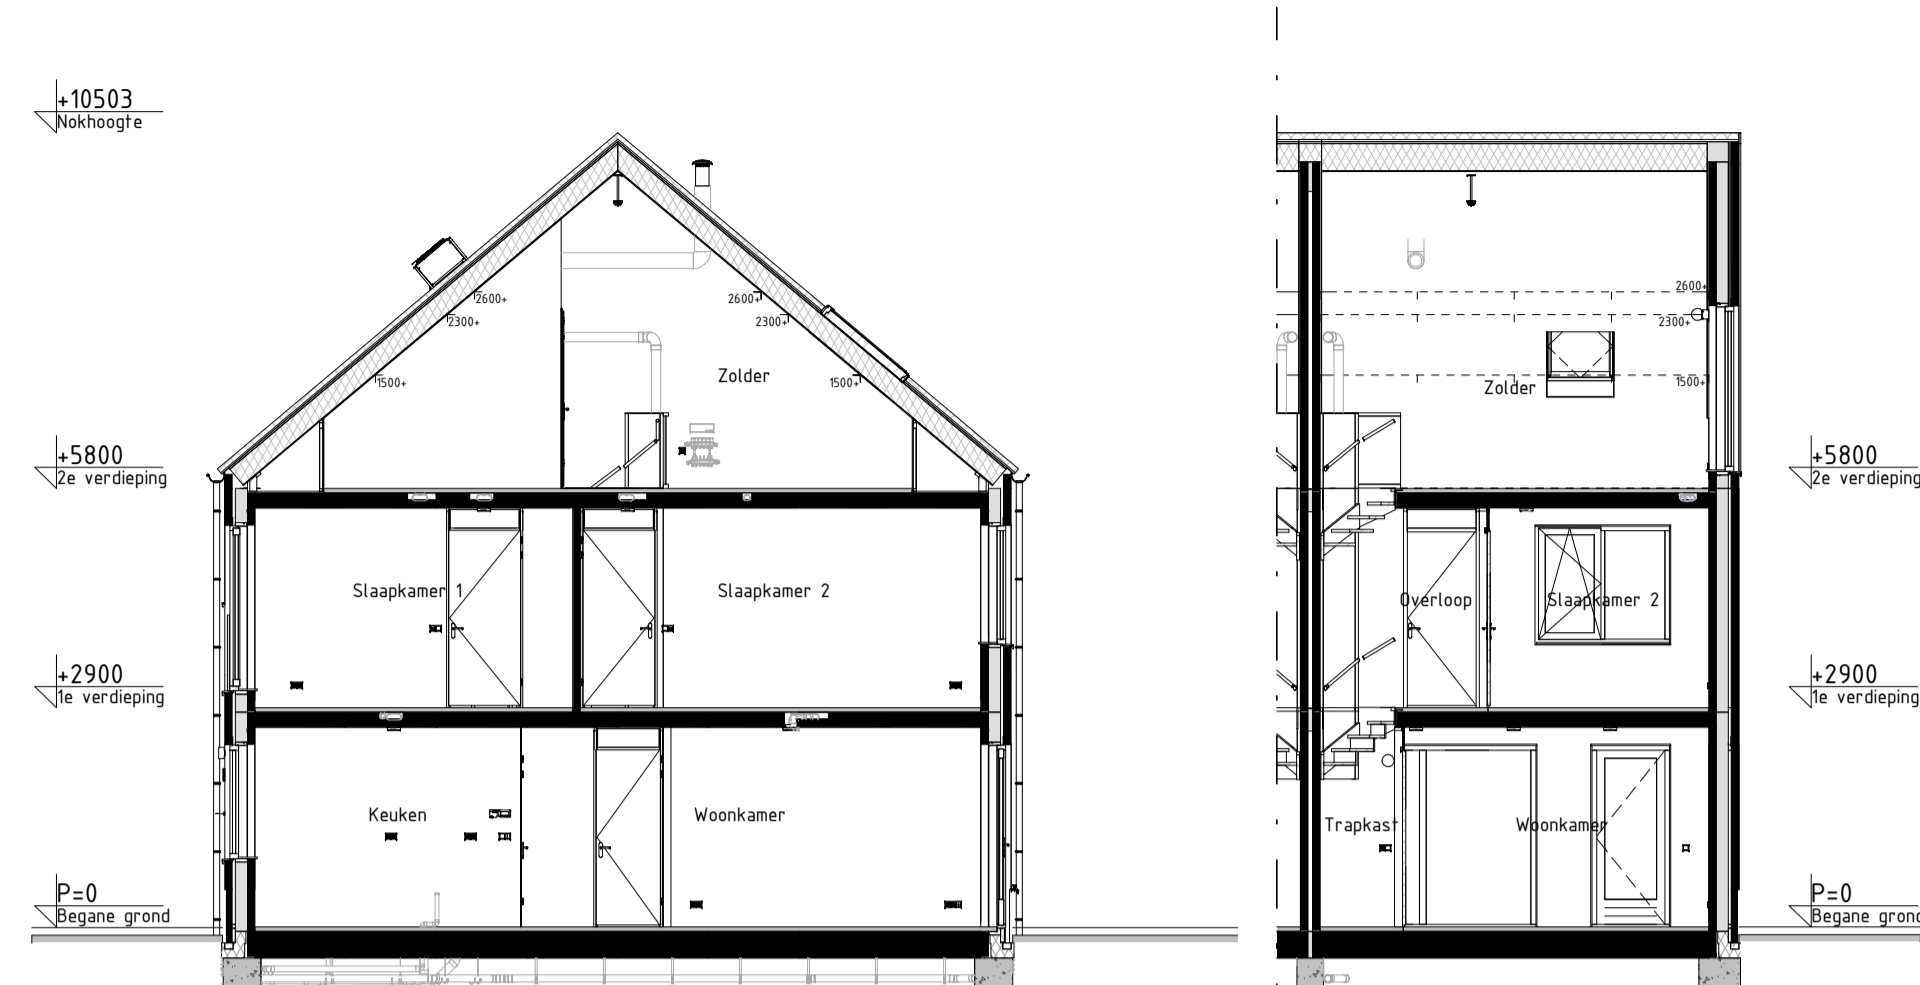 +10503
Nokhoogte
2600+
2600+
2300+
2300+
1500+
1500+
Zolder
+5800
2e verdieping
Slaapkamer 1
Slaapkamer 2
+2900
1e verdieping
Keuken
Woonkamer
P=0
Begane grond
2600+
2300+
1500+
Zolder
+5800
2e verdieping
Overloop
Slaapkamer 2
+2900
1e verdieping
Trapkast
Woonkamer
P=0
Begane grond